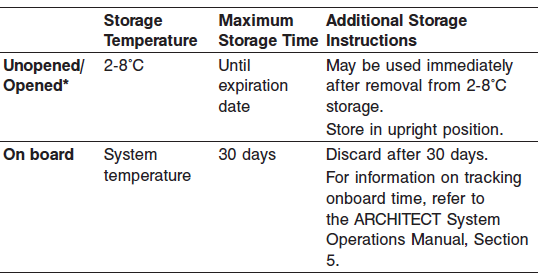 Storage Temperature Maximum Storage Time Additional Storage Instructions
Unopened/ Opened* 2-8˚C Until expiration date May be used immediately after removal from 2-8˚C storage.
Store in upright position.
On board System temperature 30 days Discard after 30 days.
For information on tracking onboard time, refer to the ARCHITECT System Operations Manual, Section 5.